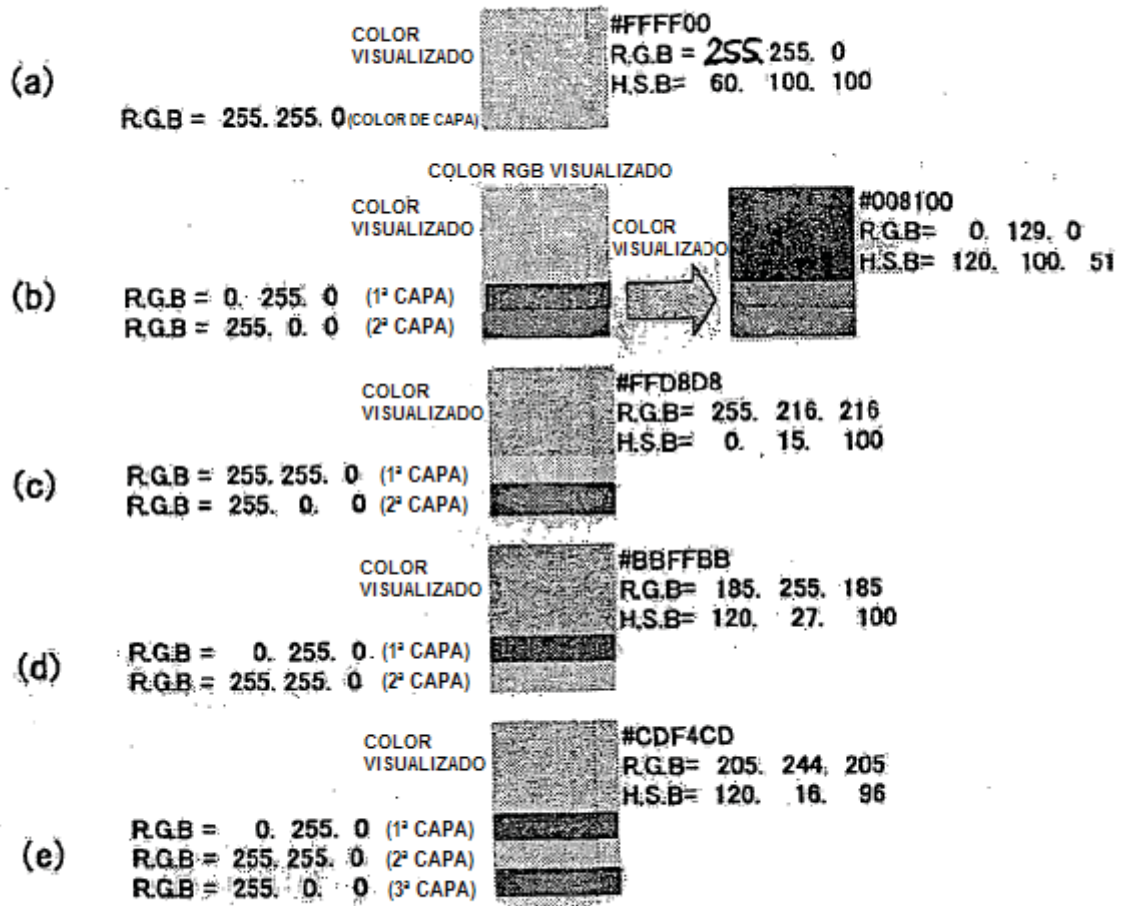 (a)
COLOR
VISUALIZADO
#FFFF00
R.G.B = 255. 255. 0
H.S.B= 60. 100. 100
R.G.B = 255. 255. 0 (COLOR DE CAPA)
COLOR RGB VISUALIZADO
(b)
COLOR
VISUALIZADO
COLOR
VISUALIZADO
#008100
R.G.B= 0. 129. 0
H.S.B= 120. 100. 51
R.G.B = 0. 255. 0 (1ª CAPA)
R.G.B = 255. 0. 0 (2ª CAPA)
(c)
COLOR
VISUALIZADO
#FFD8D8
R.G.B= 255. 216. 216
H.S.B= 0. 15. 100
R.G.B = 255. 255. 0 (1ª CAPA)
R.G.B = 255. 0. 0 (2ª CAPA)
(d)
COLOR
VISUALIZADO
#BBFFBB
R.G.B= 185. 255. 185
H.S.B= 120. 27. 100
R.G.B = 0. 255. 0. (1ª CAPA)
R.G.B = 255. 255. 0 (2ª CAPA)
(e)
COLOR
VISUALIZADO
#CDF4CD
R.G.B= 205. 244. 205
H.S.B= 120. 16. 96
R.G.B = 0. 255. 0 (1ª CAPA)
R.G.B = 255. 255. 0 (2ª CAPA)
R.G.B = 255. 0. 0 (3ª CAPA)